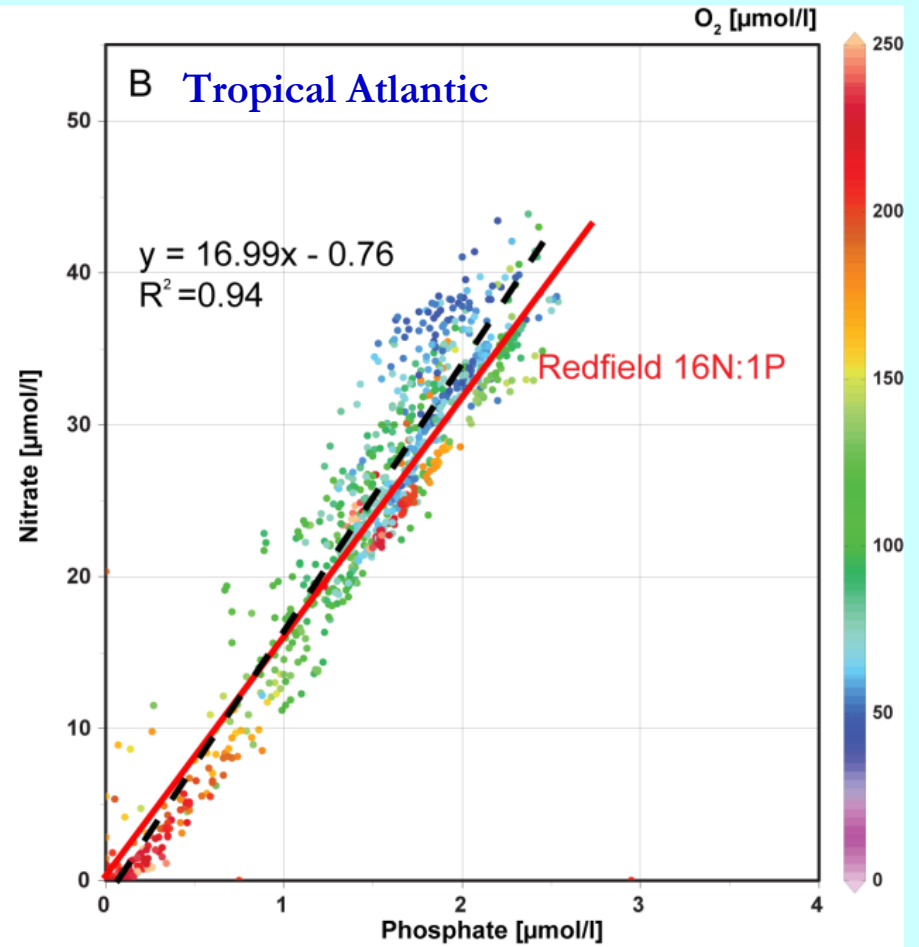 O₂ [µmol/l]
B Tropical Atlantic
y = 16.99x - 0.76
R² =0.94
Redfield 16N:1P
Nitrate [µmol/l]
50
40
30
20
10
0
0 1 2 3 4
Phosphate [µmol/l]
250
200
150
100
50
0